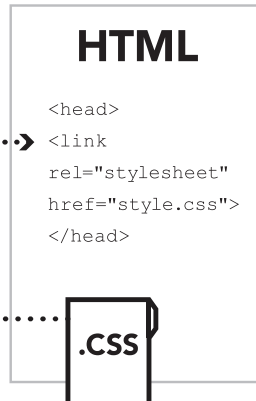 HTML
<head>
<link
rel="stylesheet"
href="style.css">
</head>
.CSS